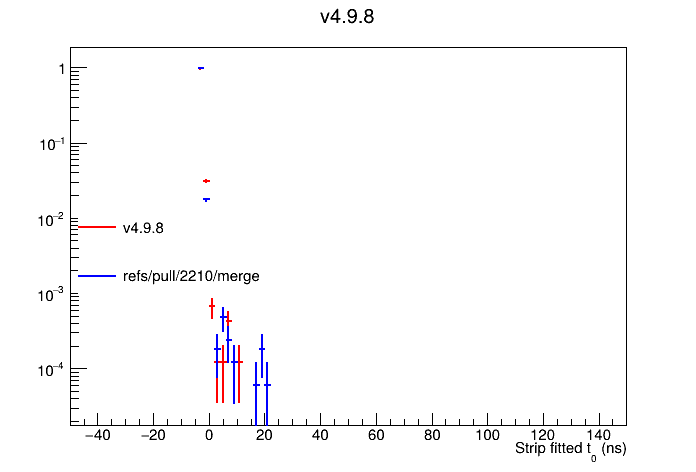 v4.9.8
1
10⁻¹
10⁻²
v4.9.8
refs/pull/2210/merge
10⁻³
10⁻⁴
−40 −20 0 20 40 60 80 100 120 140
Strip fitted t₀ (ns)